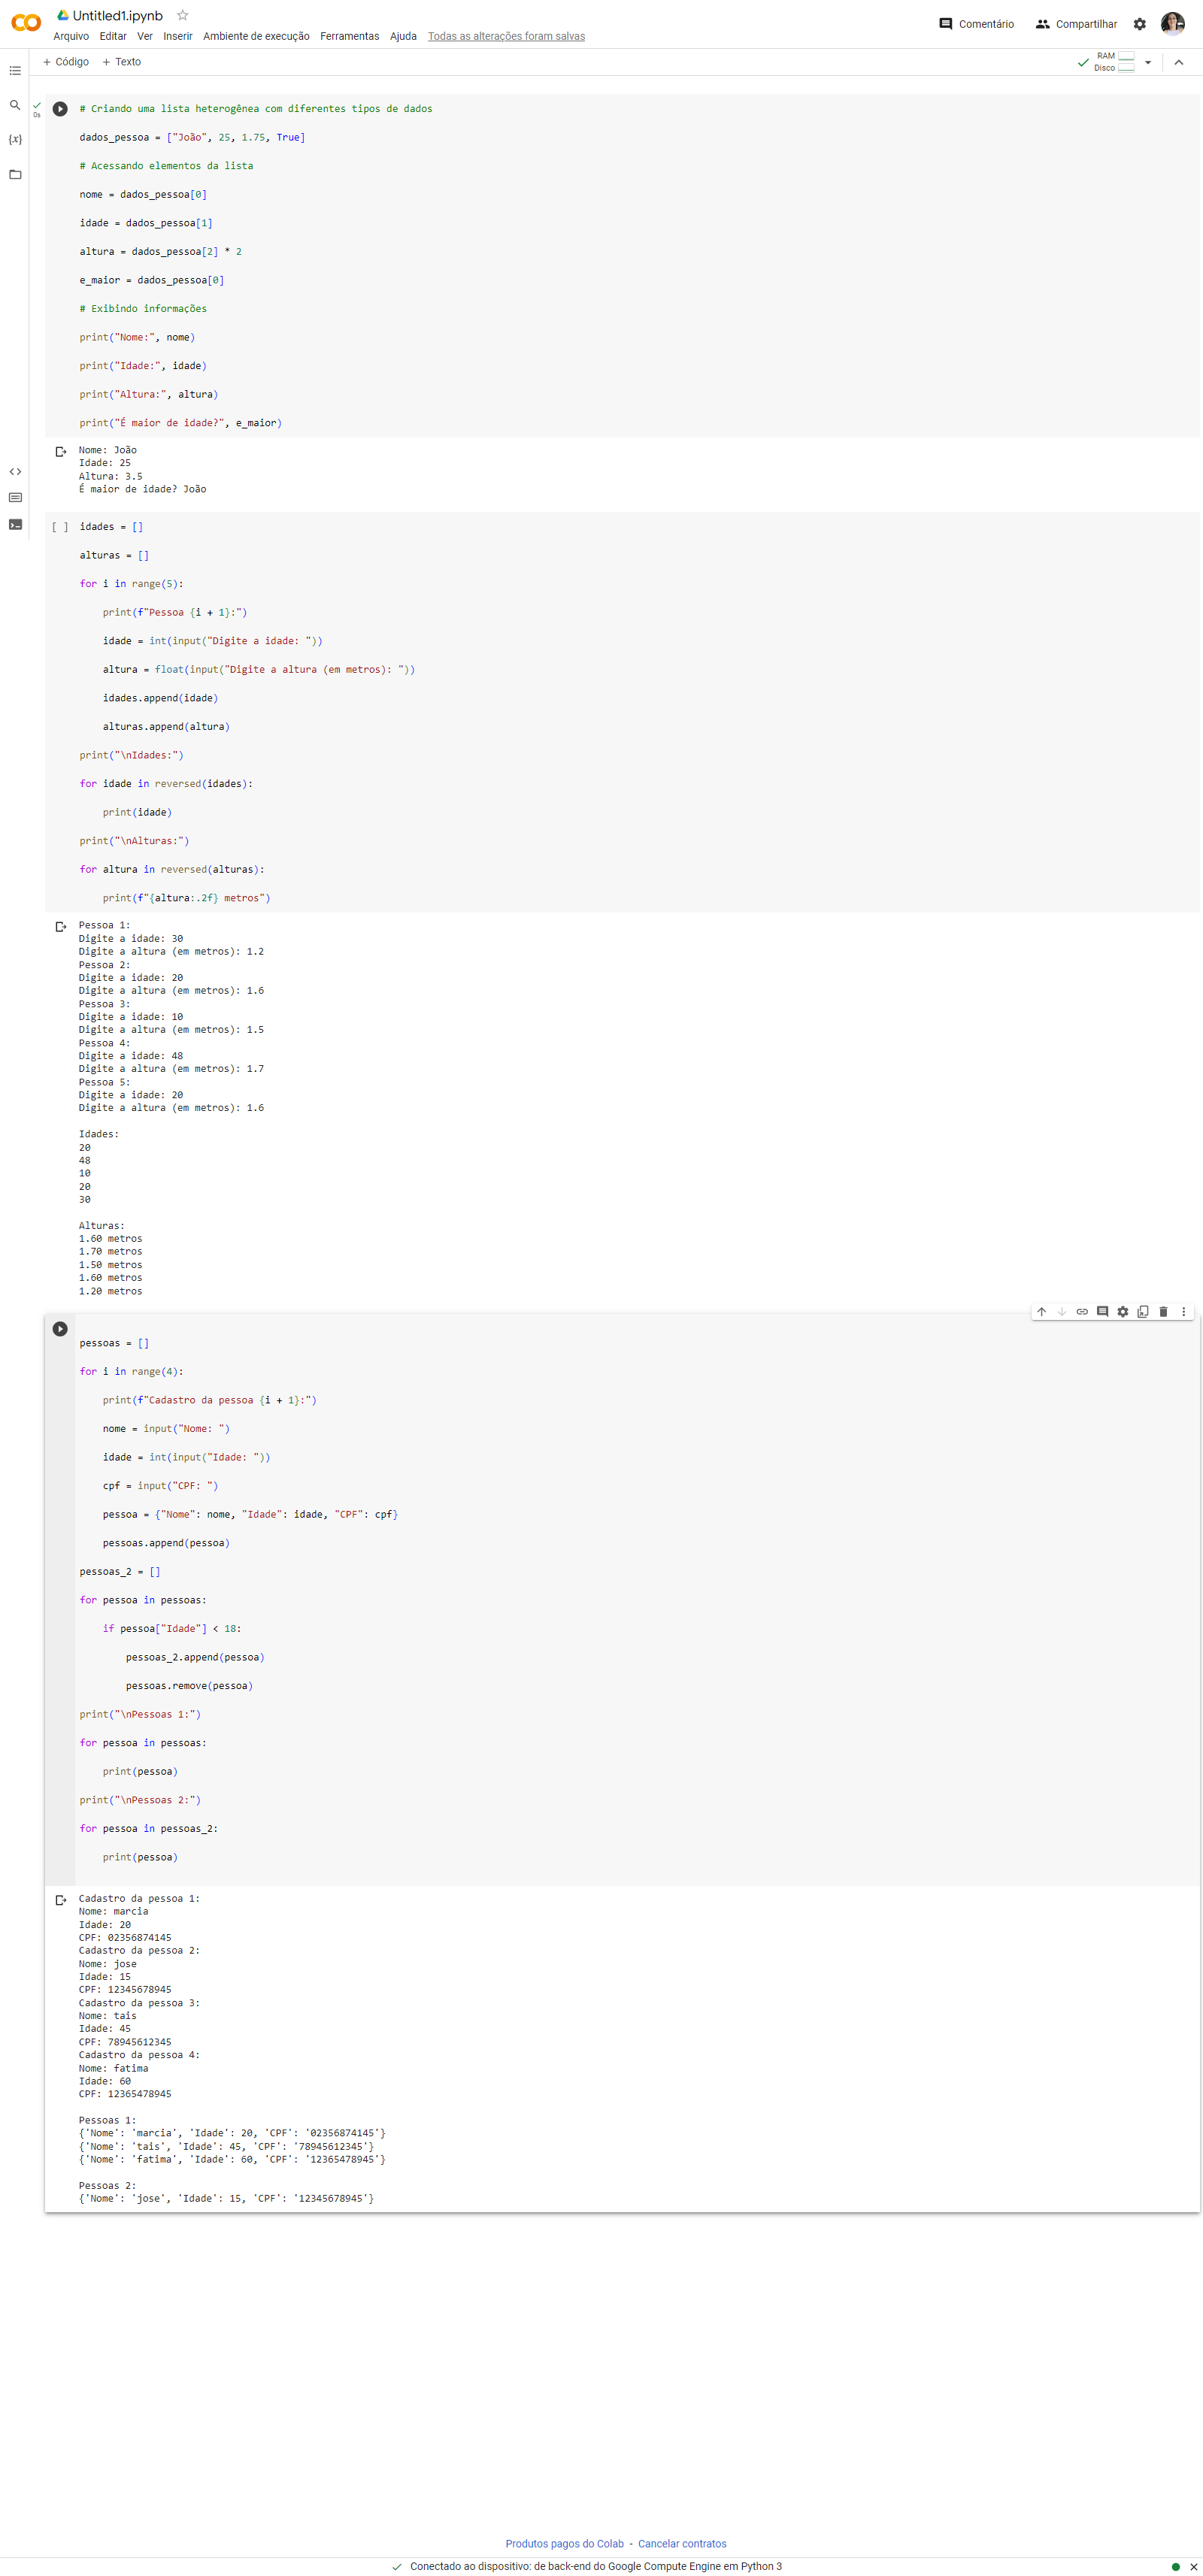 Untitled1.ipynb
Arquivo Editar Ver Inserir Ambiente de execução Ferramentas Ajuda Todas as alterações foram salvas
Comentário Compartilhar
+ Código + Texto
RAM
Disco
{x}
0s
# Criando uma lista heterogênea com diferentes tipos de dados
dados_pessoa = ["João", 25, 1.75, True]
# Acessando elementos da lista
nome = dados_pessoa[0]
idade = dados_pessoa[1]
altura = dados_pessoa[2] * 2
e_maior = dados_pessoa[0]
# Exibindo informações
print("Nome:", nome)
print("Idade:", idade)
print("Altura:", altura)
print("É maior de idade?", e_maior)
Nome: João
Idade: 25
Altura: 3.5
É maior de idade? João
[ ] idades = []
alturas = []
for i in range(5):
    print(f"Pessoa {i + 1}:")
    idade = int(input("Digite a idade: "))
    altura = float(input("Digite a altura (em metros): "))
    idades.append(idade)
    alturas.append(altura)
print("\nIdades:")
for idade in reversed(idades):
    print(idade)
print("\nAlturas:")
for altura in reversed(alturas):
    print(f"{altura:.2f} metros")
Pessoa 1:
Digite a idade: 30
Digite a altura (em metros): 1.2
Pessoa 2:
Digite a idade: 20
Digite a altura (em metros): 1.6
Pessoa 3:
Digite a idade: 10
Digite a altura (em metros): 1.5
Pessoa 4:
Digite a idade: 48
Digite a altura (em metros): 1.7
Pessoa 5:
Digite a idade: 20
Digite a altura (em metros): 1.6
Idades:
20
48
10
20
30
Alturas:
1.60 metros
1.70 metros
1.50 metros
1.60 metros
1.20 metros
pessoas = []
for i in range(4):
    print(f"Cadastro da pessoa {i + 1}:")
    nome = input("Nome: ")
    idade = int(input("Idade: "))
    cpf = input("CPF: ")
    pessoa = {"Nome": nome, "Idade": idade, "CPF": cpf}
    pessoas.append(pessoa)
pessoas_2 = []
for pessoa in pessoas:
    if pessoa["Idade"] < 18:
        pessoas_2.append(pessoa)
        pessoas.remove(pessoa)
print("\nPessoas 1:")
for pessoa in pessoas:
    print(pessoa)
print("\nPessoas 2:")
for pessoa in pessoas_2:
    print(pessoa)
Cadastro da pessoa 1:
Nome: marcia
Idade: 20
CPF: 02356874145
Cadastro da pessoa 2:
Nome: jose
Idade: 15
CPF: 12345678945
Cadastro da pessoa 3:
Nome: tais
Idade: 45
CPF: 78945612345
Cadastro da pessoa 4:
Nome: fatima
Idade: 60
CPF: 12365478945
Pessoas 1:
{'Nome': 'marcia', 'Idade': 20, 'CPF': '02356874145'}
{'Nome': 'tais', 'Idade': 45, 'CPF': '78945612345'}
{'Nome': 'fatima', 'Idade': 60, 'CPF': '12365478945'}
Pessoas 2:
{'Nome': 'jose', 'Idade': 15, 'CPF': '12345678945'}
Produtos pagos do Colab - Cancelar contratos
Conectado ao dispositivo: de back-end do Google Compute Engine em Python 3